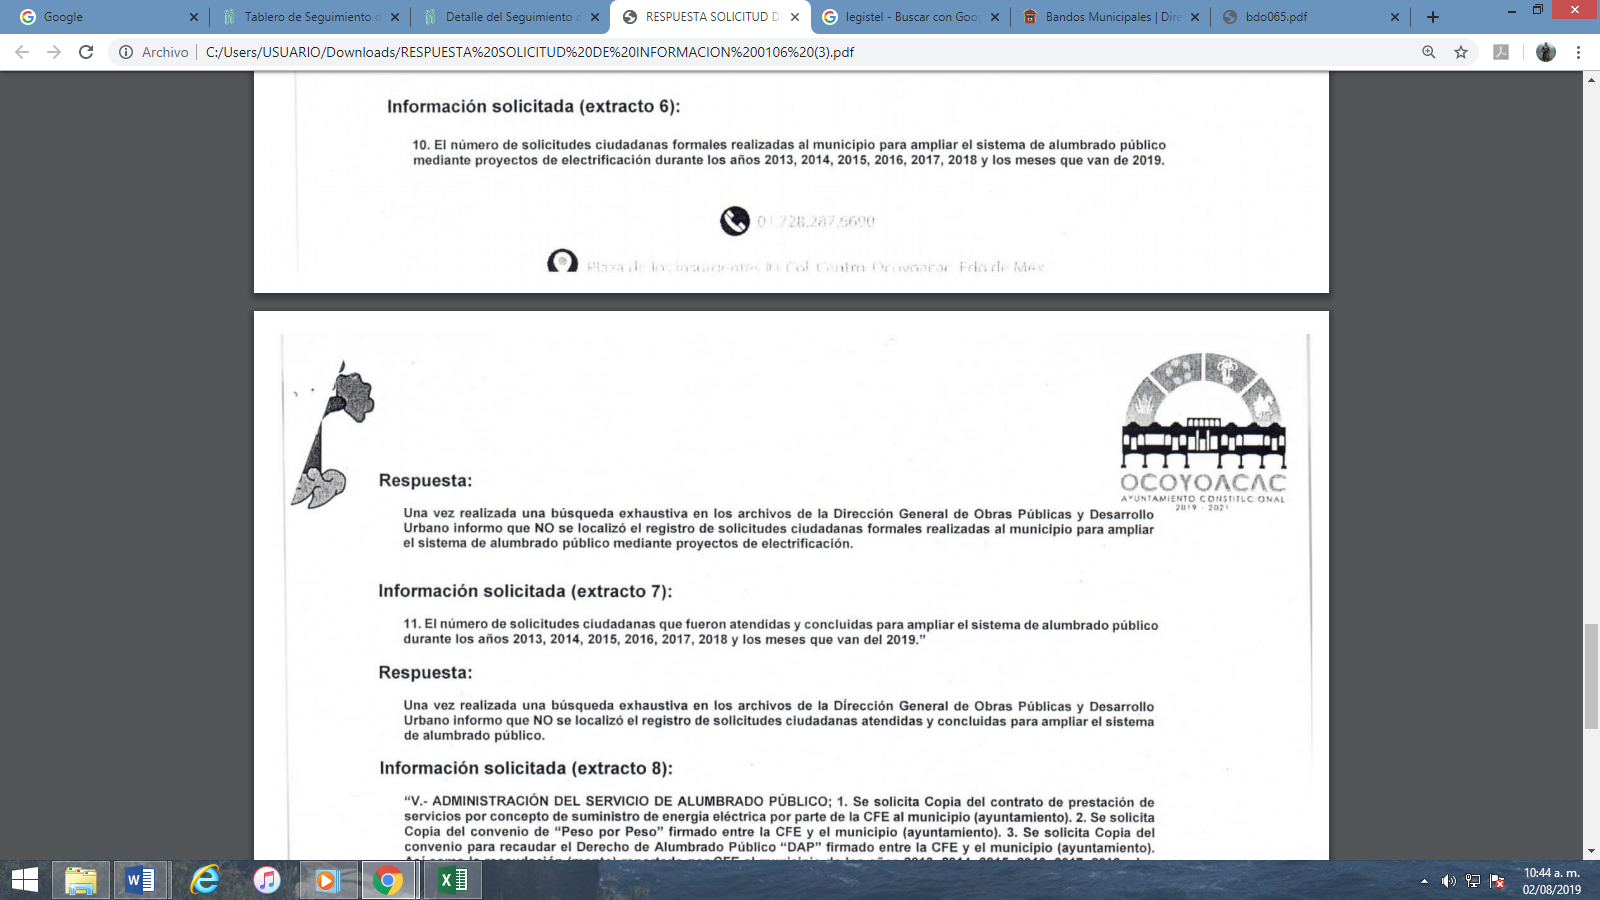 Google
Tablero de Seguimiento d
Detalle del Seguimiento d
RESPUESTA SOLICITUD D
legistel - Buscar con Goog
Bandos Municipales | Dire
bdo065.pdf
Archivo | C:/Users/USUARIO/Downloads/RESPUESTA%20SOLICITUD%20DE%20INFORMACION%200106%20(3).pdf
Información solicitada (extracto 6):
10. El número de solicitudes ciudadanas formales realizadas al municipio para ampliar el sistema de alumbrado público
mediante proyectos de electrificación durante los años 2013, 2014, 2015, 2016, 2017, 2018 y los meses que van de 2019.
01.728.287.6690
Plaza de los Insurgentes #1 Col. Centro, Ocoyoacac, Edo de Méx
OCOYOACAC
AYUNTAMIENTO CONSTITUCIONAL
2019 - 2021
Respuesta:
Una vez realizada una búsqueda exhaustiva en los archivos de la Dirección General de Obras Públicas y Desarrollo
Urbano informo que NO se localizó el registro de solicitudes ciudadanas formales realizadas al municipio para ampliar
el sistema de alumbrado público mediante proyectos de electrificación.
Información solicitada (extracto 7):
11. El número de solicitudes ciudadanas que fueron atendidas y concluidas para ampliar el sistema de alumbrado público
durante los años 2013, 2014, 2015, 2016, 2017, 2018 y los meses que van del 2019.”
Respuesta:
Una vez realizada una búsqueda exhaustiva en los archivos de la Dirección General de Obras Públicas y Desarrollo
Urbano informo que NO se localizó el registro de solicitudes ciudadanas atendidas y concluidas para ampliar el sistema
de alumbrado público.
Información solicitada (extracto 8):
“V.- ADMINISTRACIÓN DEL SERVICIO DE ALUMBRADO PÚBLICO; 1. Se solicita Copia del contrato de prestación de
servicios por concepto de suministro de energía eléctrica por parte de la CFE al municipio (ayuntamiento). 2. Se solicita
Copia del convenio de “Peso por Peso” firmado entre la CFE y el municipio (ayuntamiento). 3. Se solicita Copia del
convenio para recaudar el Derecho de Alumbrado Público “DAP” firmado entre la CFE y el municipio (ayuntamiento).
10:44 a. m.
02/08/2019